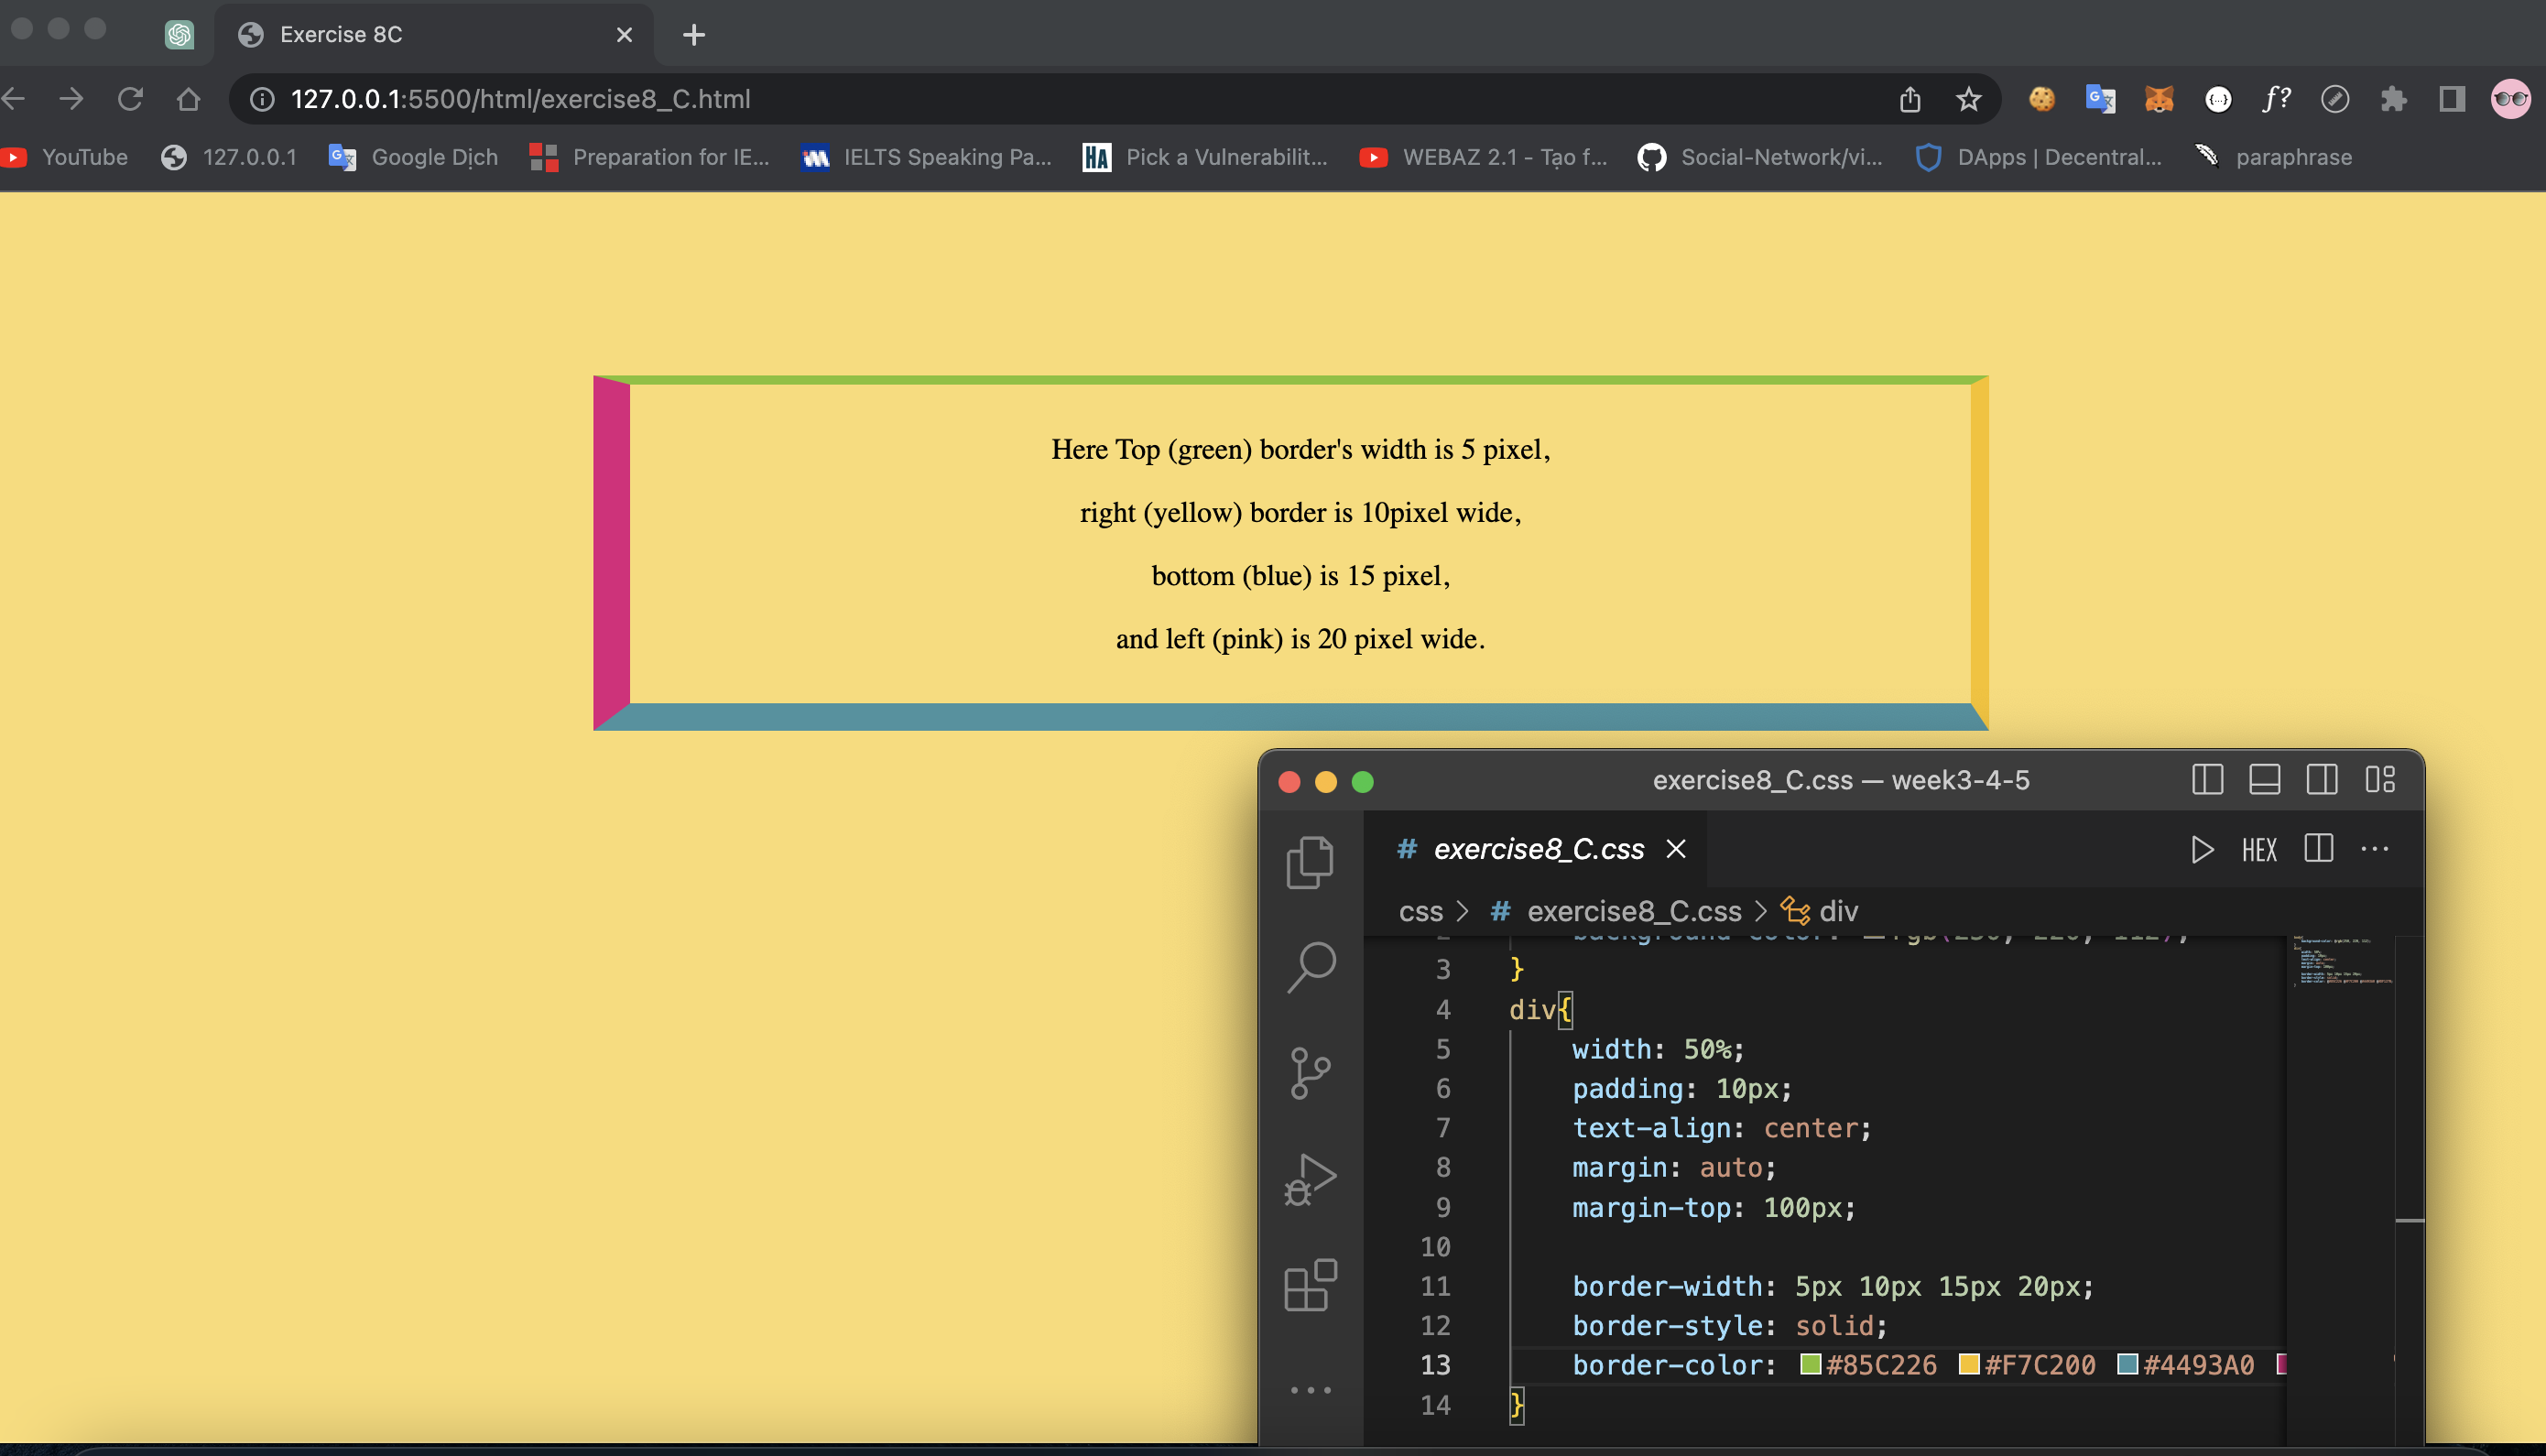 Exercise 8C
127.0.0.1:5500/html/exercise8_C.html
f?
YouTube 127.0.0.1 Google Dịch Preparation for IE... IELTS Speaking Pa... HA Pick a Vulnerabilit... WEBAZ 2.1 - Tạo f... Social-Network/vi... DApps | Decentral... paraphrase
Here Top (green) border's width is 5 pixel,
right (yellow) border is 10pixel wide,
bottom (blue) is 15 pixel,
and left (pink) is 20 pixel wide.
exercise8_C.css — week3-4-5
# exercise8_C.css
HEX
css > # exercise8_C.css > div
3 }
4 div{
5 width: 50%;
6 padding: 10px;
7 text-align: center;
8 margin: auto;
9 margin-top: 100px;
10
11 border-width: 5px 10px 15px 20px;
12 border-style: solid;
13 border-color: #85C226 #F7C200 #4493A0
14 }